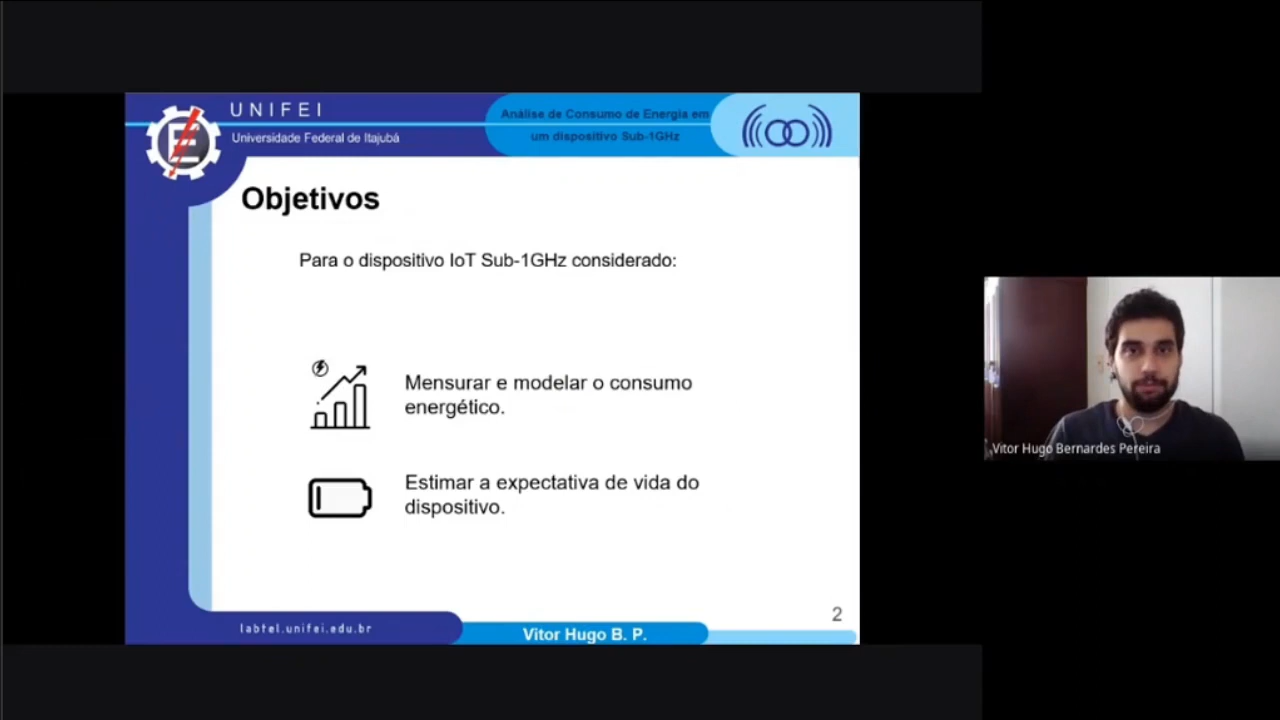 UNIFEI
Universidade Federal de Itajubá
Análise de Consumo de Energia em
um dispositivo Sub-1GHz
Objetivos
Para o dispositivo IoT Sub-1GHz considerado:
Mensurar e modelar o consumo
energético.
Estimar a expectativa de vida do
dispositivo.
2
labtel.unifei.edu.br
Vitor Hugo B. P.
Vitor Hugo Bernardes Pereira